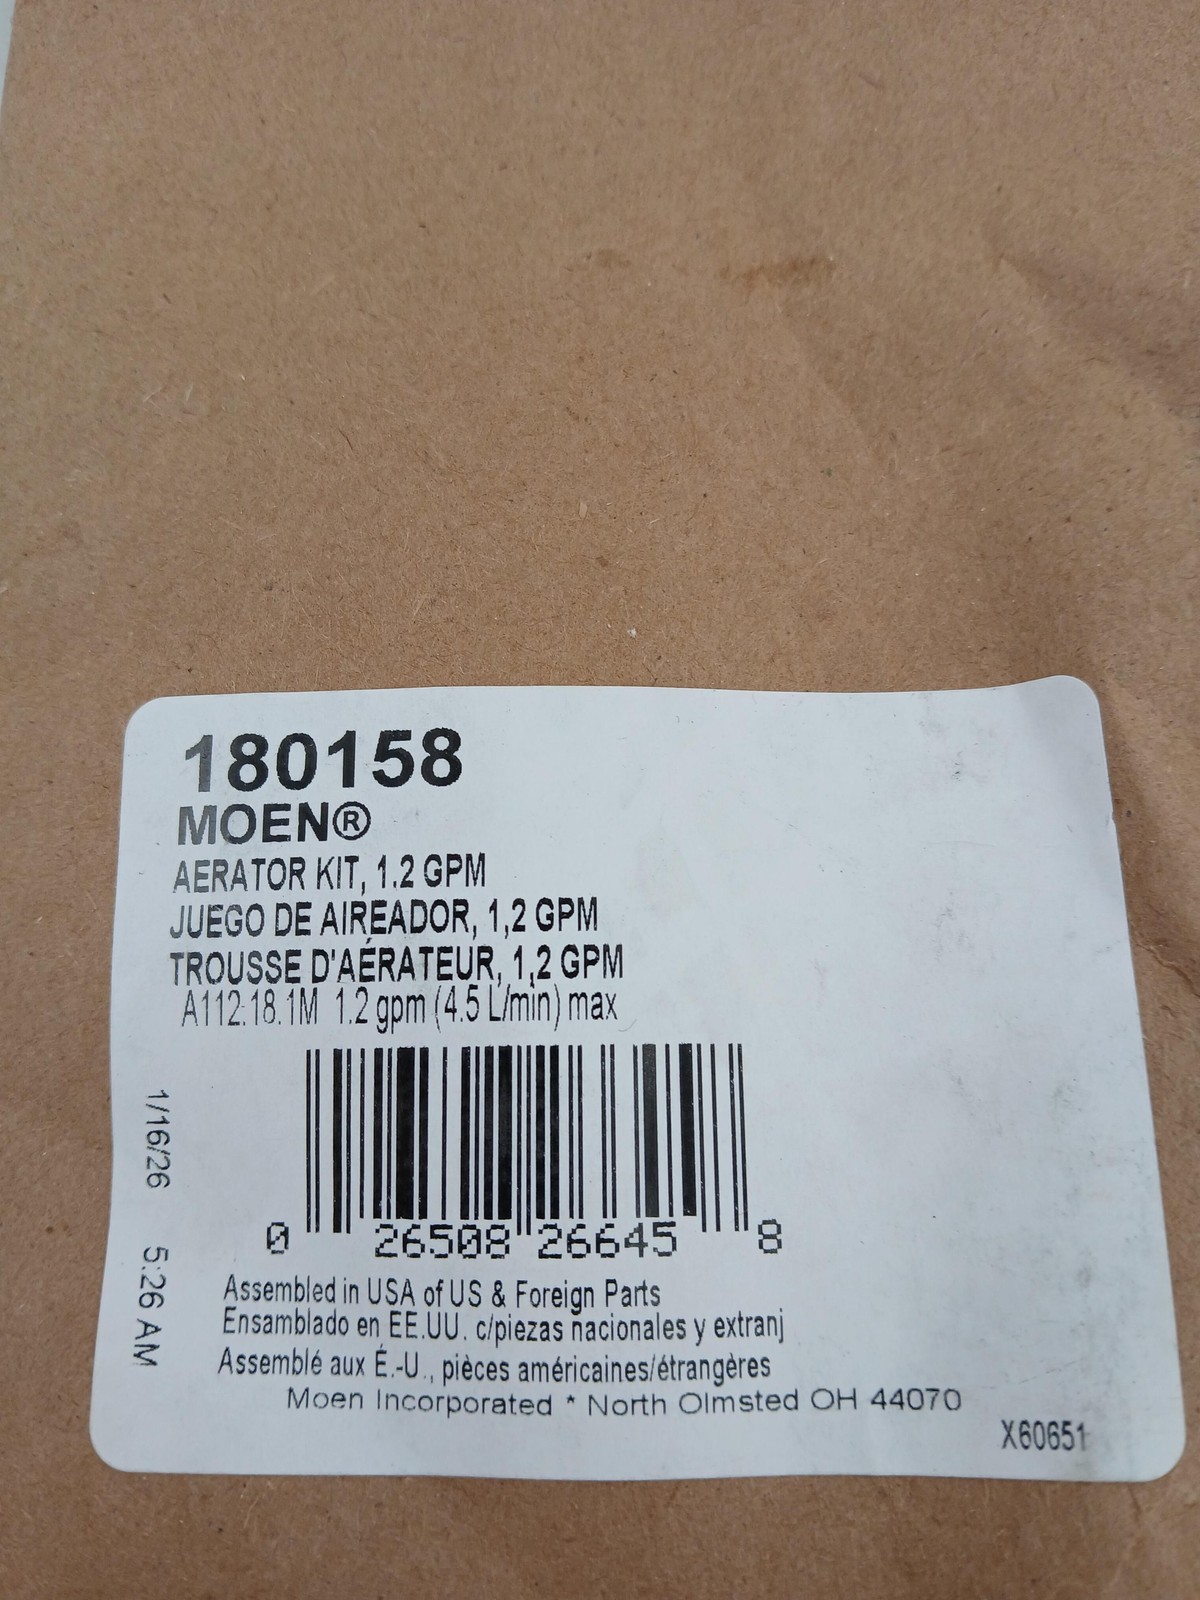 180158
MOEN®
AERATOR KIT, 1.2 GPM
JUEGO DE AIREADOR, 1,2 GPM
TROUSSE D'AÉRATEUR, 1,2 GPM
A112.18.1M 1.2 gpm (4.5 L/min) max
1/16/26 5:26 AM
0 26508 26645 8
Assembled in USA of US & Foreign Parts
Ensamblado en EE.UU. c/piezas nacionales y extranj
Assemblé aux É.-U., pièces américaines/étrangères
Moen Incorporated * North Olmsted OH 44070
X60651